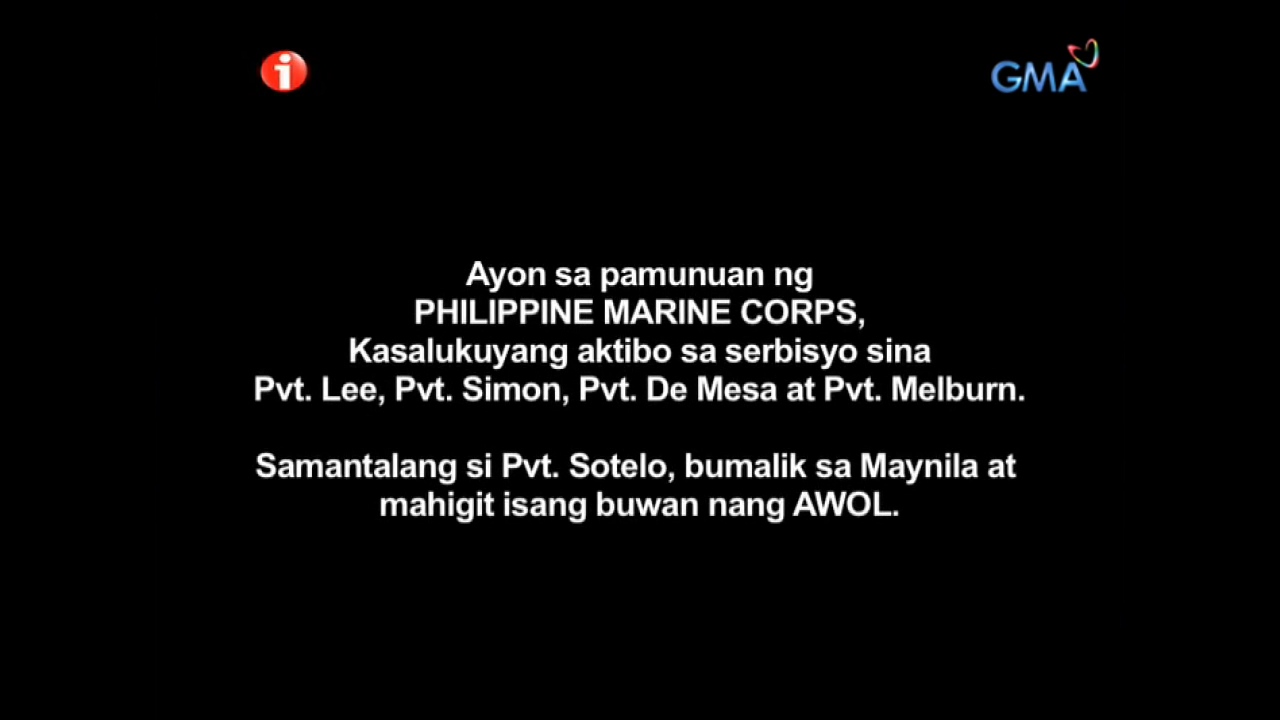 i
GMA
Ayon sa pamunuan ng
PHILIPPINE MARINE CORPS,
Kasalukuyang aktibo sa serbisyo sina
Pvt. Lee, Pvt. Simon, Pvt. De Mesa at Pvt. Melburn.
Samantalang si Pvt. Sotelo, bumalik sa Maynila at
mahigit isang buwan nang AWOL.